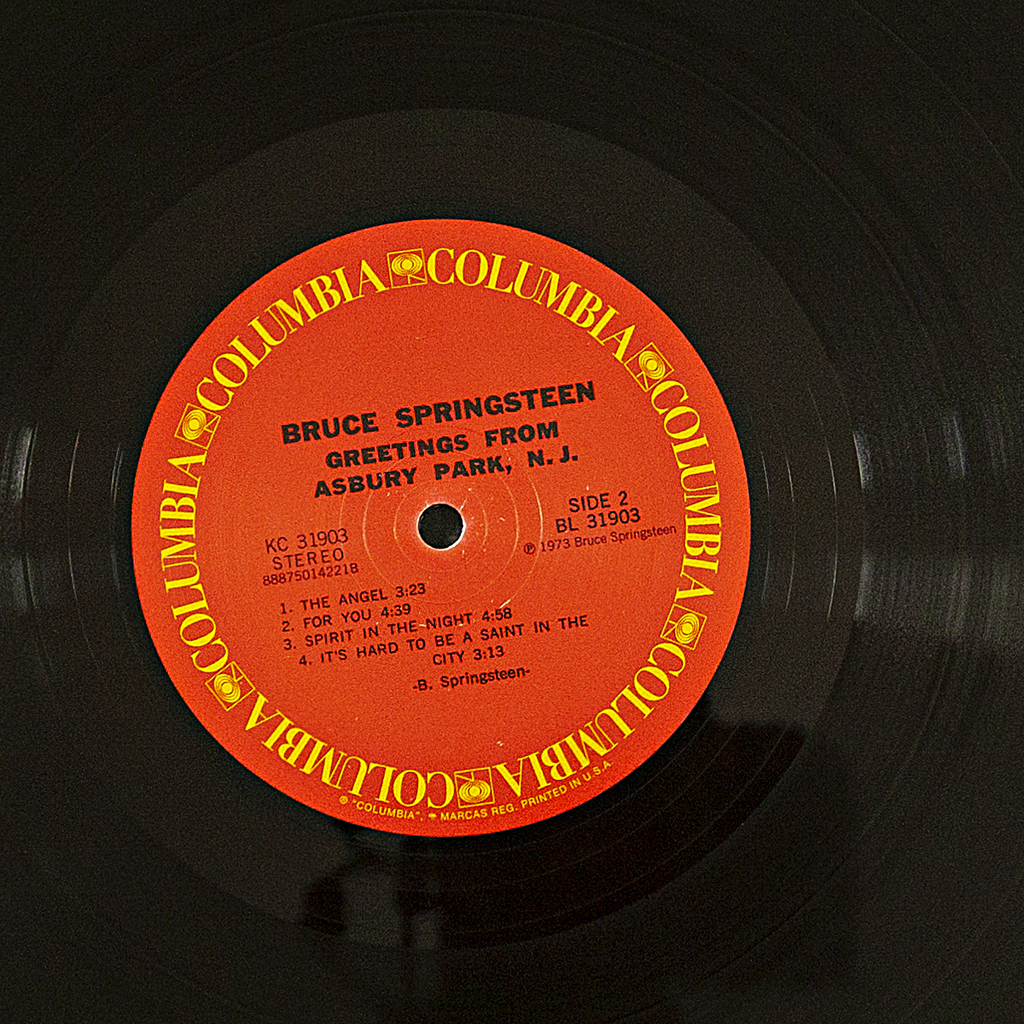 COLUMBIA COLUMBIA COLUMBIA COLUMBIA COLUMBIA COLUMBIA COLUMBIA COLUMBIA
BRUCE SPRINGSTEEN
GREETINGS FROM
ASBURY PARK, N.J.
KC 31903
STEREO
88875014221B
SIDE 2
BL 31903
℗ 1973 Bruce Springsteen
1. THE ANGEL 3:23
2. FOR YOU 4:39
3. SPIRIT IN THE NIGHT 4:58
4. IT'S HARD TO BE A SAINT IN THE
CITY 3:13
-B. Springsteen-
® "COLUMBIA", MARCAS REG. PRINTED IN U.S.A.